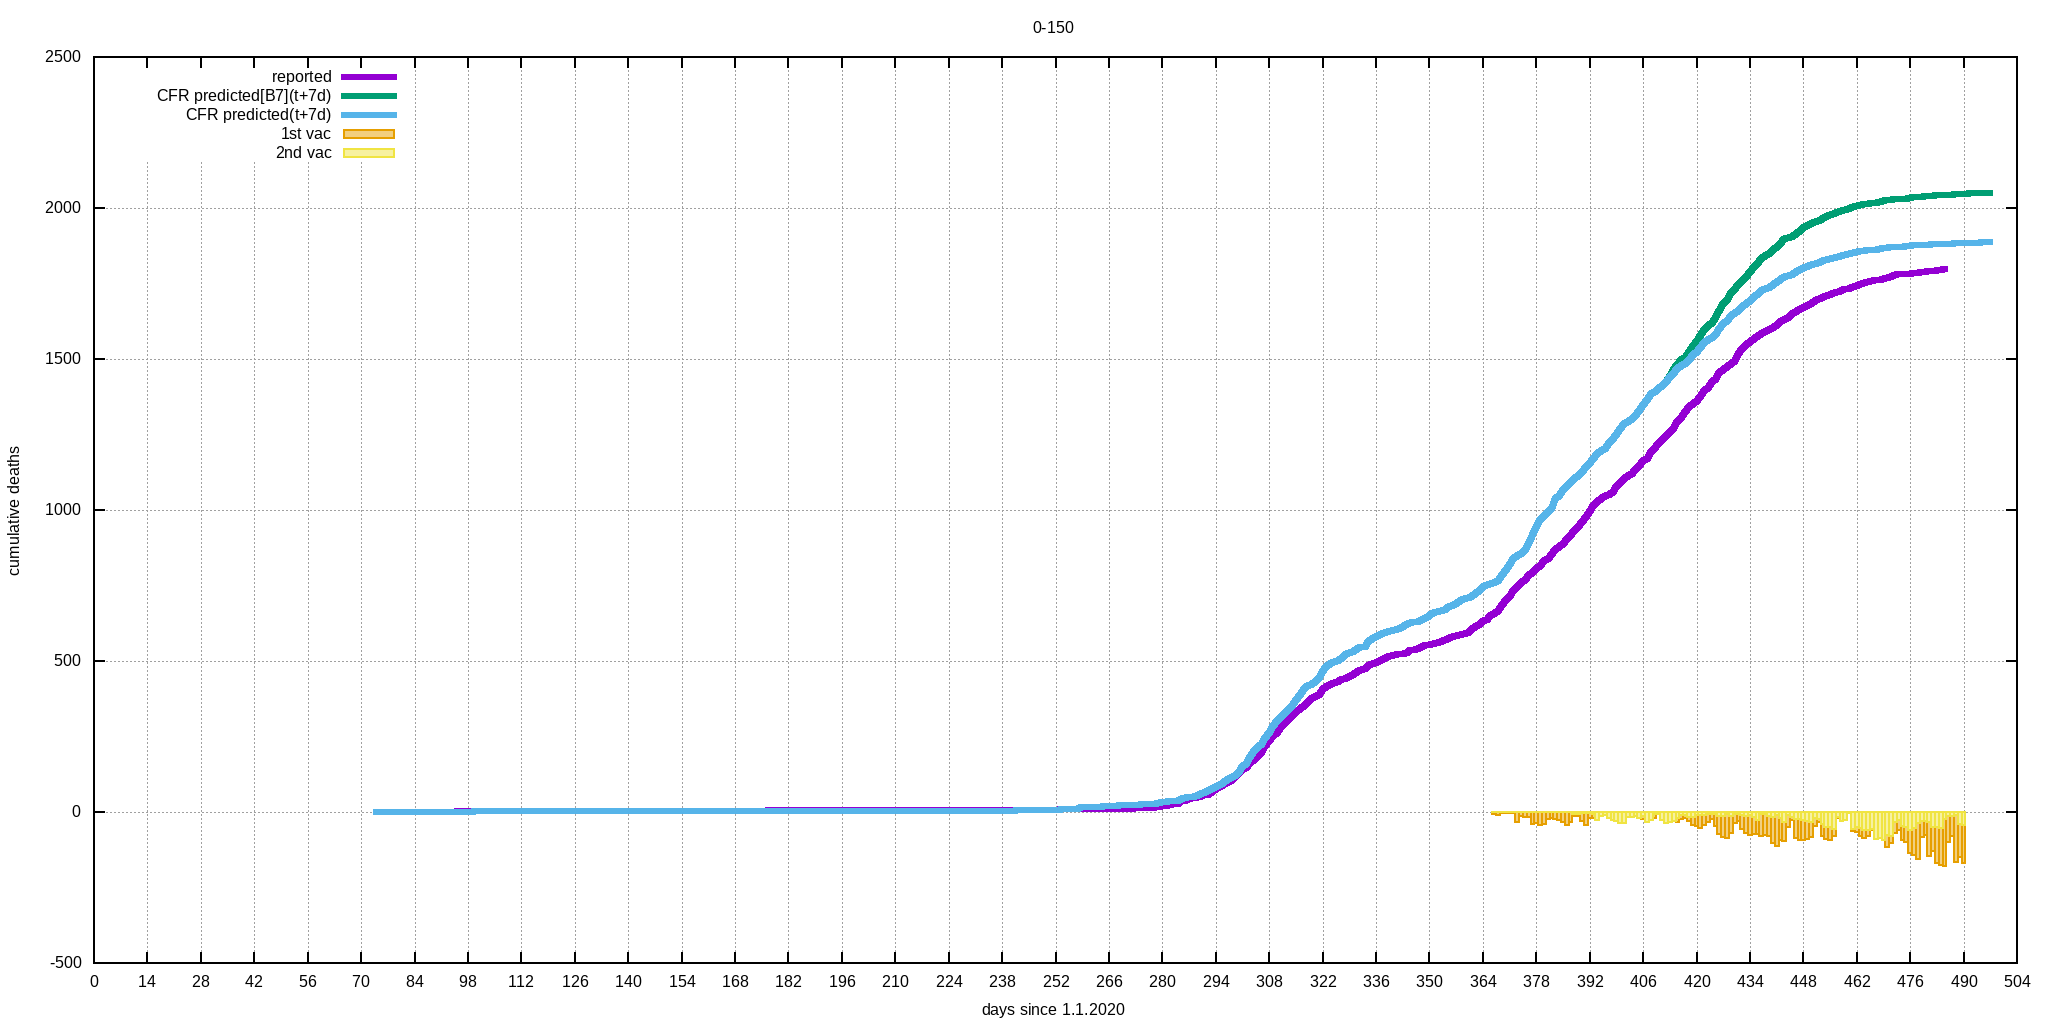 0-150
2500
2000
1500
1000
500
0
-500
reported
CFR predicted[B7](t+7d)
CFR predicted(t+7d)
1st vac
2nd vac
cumulative deaths
0 14 28 42 56 70 84 98 112 126 140 154 168 182 196 210 224 238 252 266 280 294 308 322 336 350 364 378 392 406 420 434 448 462 476 490 504
days since 1.1.2020